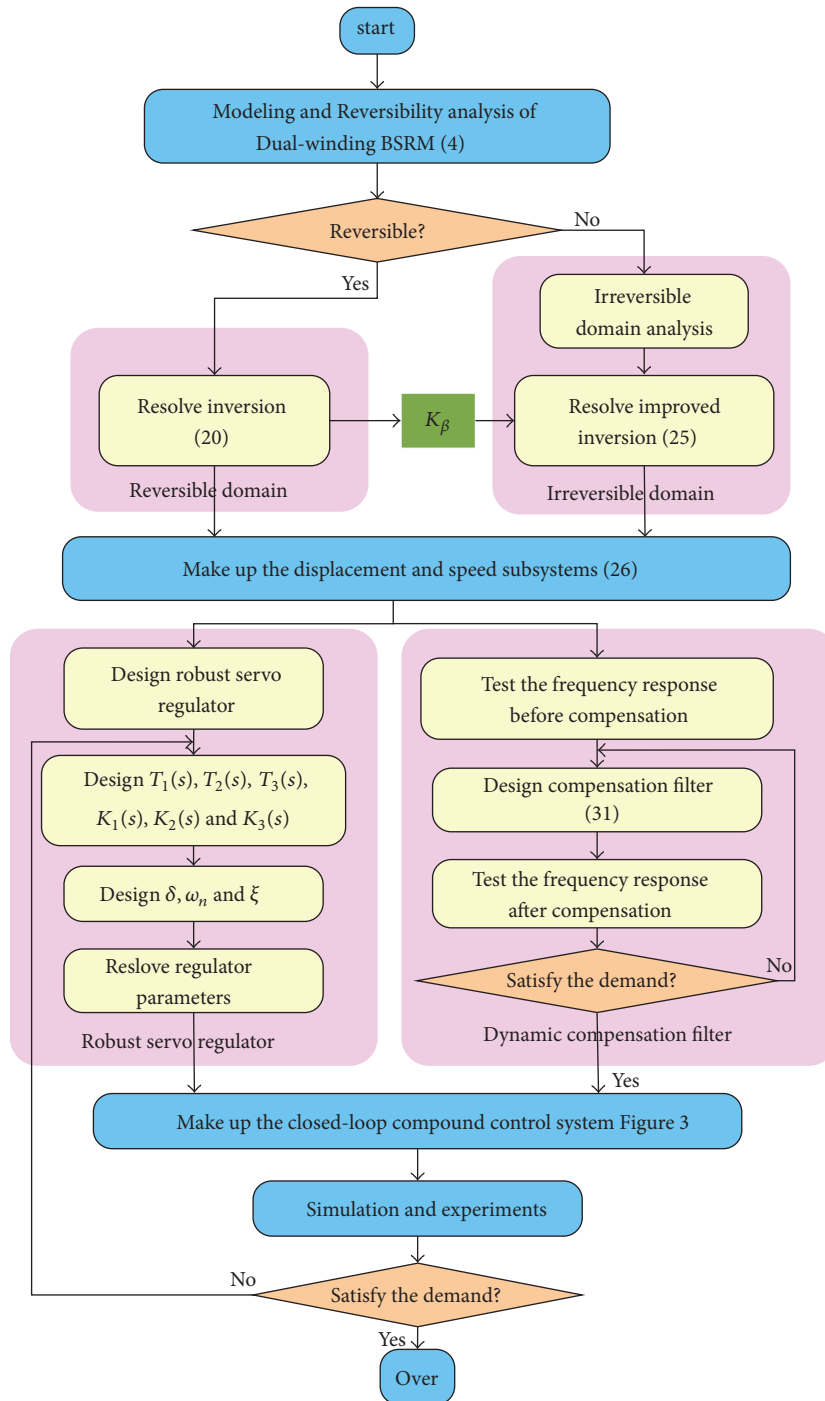 start
Modeling and Reversibility analysis of
Dual-winding BSRM (4)
Reversible?
No
Yes
Irreversible
domain analysis
Resolve inversion
(20)
K_β
Resolve improved
inversion (25)
Reversible domain
Irreversible domain
Make up the displacement and speed subsystems (26)
Design robust servo
regulator
Design T₁(s), T₂(s), T₃(s),
K₁(s), K₂(s) and K₃(s)
Design δ, ωₙ and ξ
Reslove regulator
parameters
Robust servo regulator
Test the frequency response
before compensation
Design compensation filter
(31)
Test the frequency response
after compensation
Satisfy the demand?
No
Dynamic compensation filter
Yes
Make up the closed-loop compound control system Figure 3
Simulation and experiments
No
Satisfy the demand?
Yes
Over